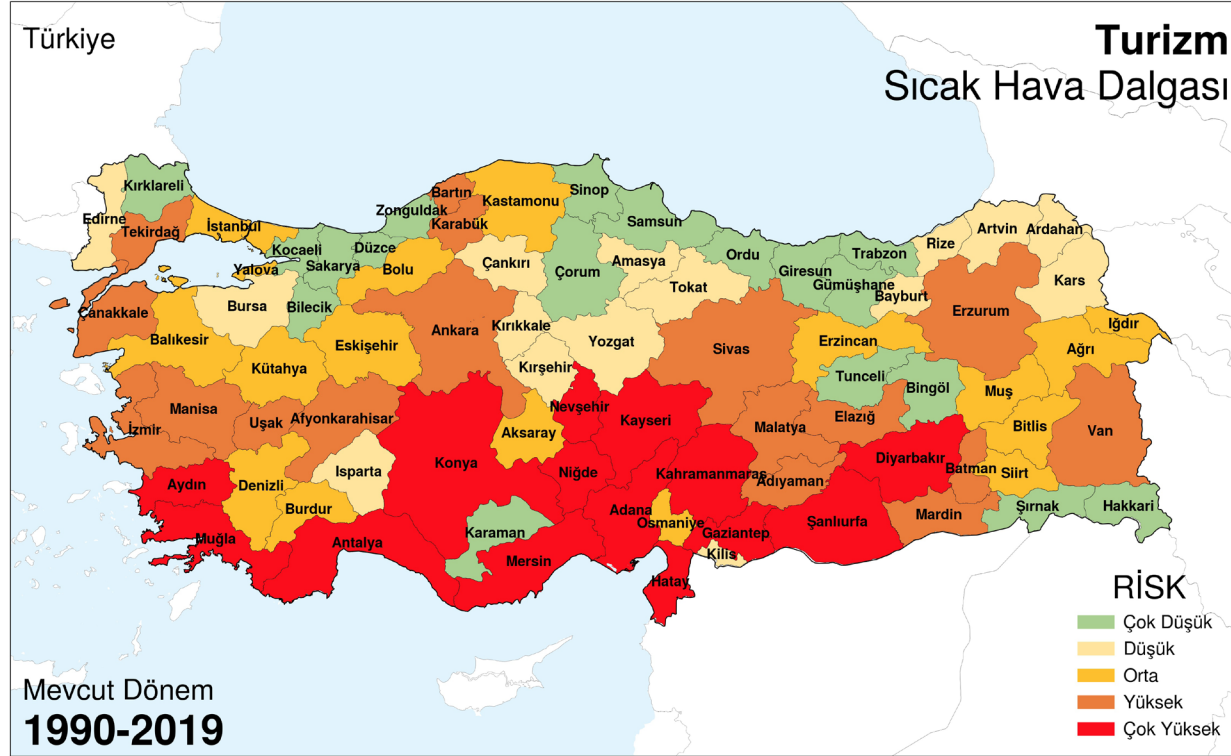 Türkiye
Turizm
Sıcak Hava Dalgası
Kırklareli
Edirne
Tekirdağ
İstanbul
Kocaeli
Yalova
Sakarya
Düzce
Zonguldak
Bartın
Karabük
Kastamonu
Sinop
Samsun
Bolu
Çankırı
Çorum
Amasya
Tokat
Ordu
Giresun
Trabzon
Gümüşhane
Bayburt
Rize
Artvin
Ardahan
Kars
Çanakkale
Balıkesir
Bursa
Bilecik
Kütahya
Eskişehir
Ankara
Kırıkkale
Kırşehir
Yozgat
Sivas
Erzincan
Erzurum
Iğdır
Ağrı
Tunceli
Bingöl
Muş
Bitlis
Van
Manisa
İzmir
Uşak
Afyonkarahisar
Konya
Aksaray
Nevşehir
Kayseri
Malatya
Elazığ
Diyarbakır
Batman
Siirt
Aydın
Denizli
Isparta
Burdur
Niğde
Kahramanmaraş
Adıyaman
Mardin
Şırnak
Hakkari
Muğla
Antalya
Karaman
Mersin
Adana
Osmaniye
Gaziantep
Şanlıurfa
Kilis
Hatay
RİSK
Çok Düşük
Düşük
Orta
Yüksek
Çok Yüksek
Mevcut Dönem
1990-2019